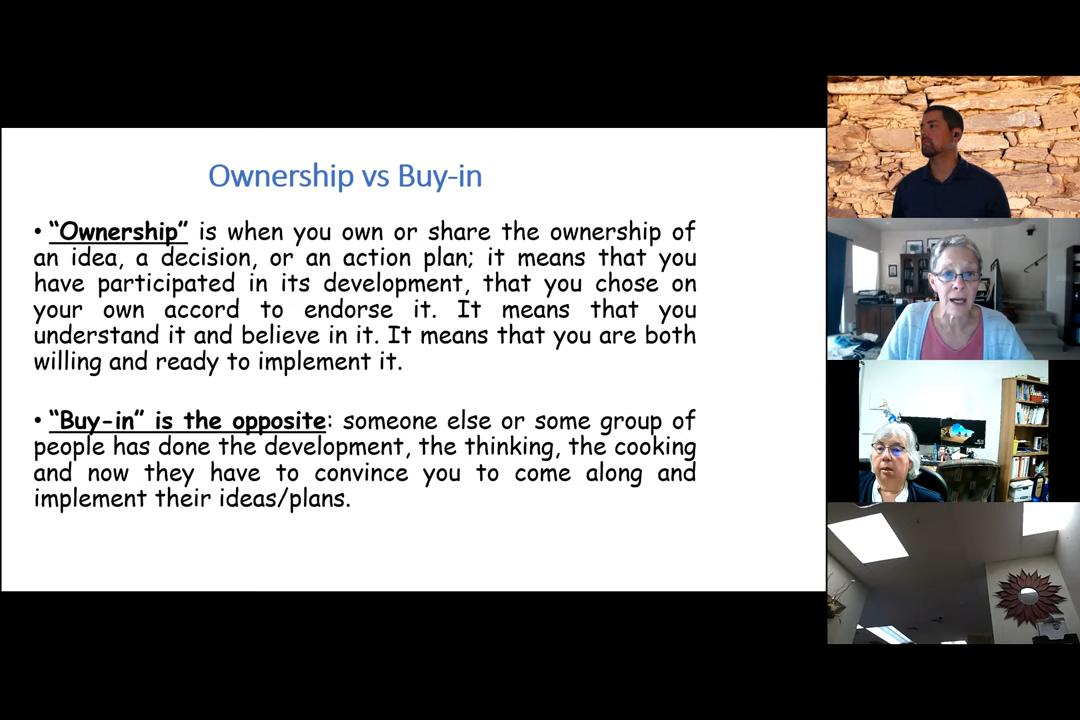 Ownership vs Buy-in
• “Ownership” is when you own or share the ownership of
an idea, a decision, or an action plan; it means that you
have participated in its development, that you chose on
your own accord to endorse it. It means that you
understand it and believe in it. It means that you are both
willing and ready to implement it.
• “Buy-in” is the opposite: someone else or some group of
people has done the development, the thinking, the cooking
and now they have to convince you to come along and
implement their ideas/plans.